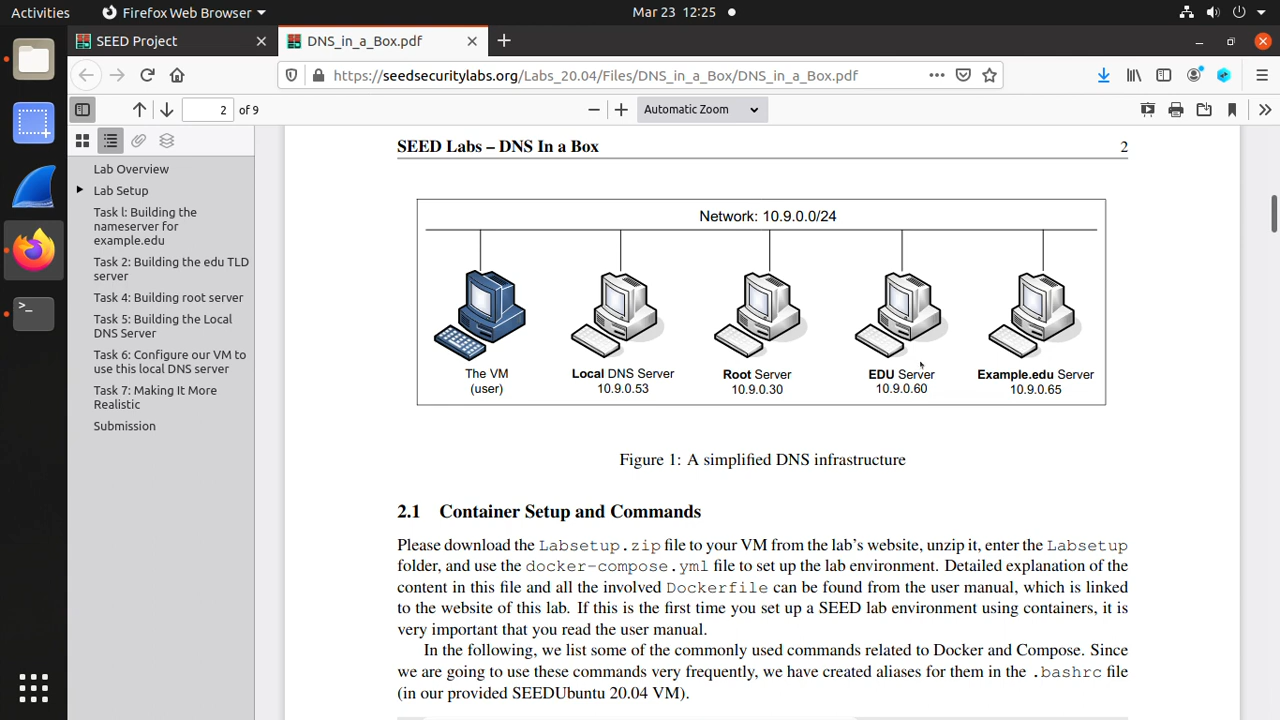 Activities
Firefox Web Browser
Mar 23 12:25
SEED Project
DNS_in_a_Box.pdf
https://seedsecuritylabs.org/Labs_20.04/Files/DNS_in_a_Box/DNS_in_a_Box.pdf
2 of 9
Automatic Zoom
Lab Overview
Lab Setup
Task l: Building the
nameserver for
example.edu
Task 2: Building the edu TLD
server
Task 4: Building root server
Task 5: Building the Local
DNS Server
Task 6: Configure our VM to
use this local DNS server
Task 7: Making It More
Realistic
Submission
SEED Labs – DNS In a Box 2
Network: 10.9.0.0/24
The VM
(user)
Local DNS Server
10.9.0.53
Root Server
10.9.0.30
EDU Server
10.9.0.60
Example.edu Server
10.9.0.65
Figure 1: A simplified DNS infrastructure
2.1 Container Setup and Commands
Please download the Labsetup.zip file to your VM from the lab's website, unzip it, enter the Labsetup
folder, and use the docker-compose.yml file to set up the lab environment. Detailed explanation of the
content in this file and all the involved Dockerfile can be found from the user manual, which is linked
to the website of this lab. If this is the first time you set up a SEED lab environment using containers, it is
very important that you read the user manual.
In the following, we list some of the commonly used commands related to Docker and Compose. Since
we are going to use these commands very frequently, we have created aliases for them in the .bashrc file
(in our provided SEEDUbuntu 20.04 VM).